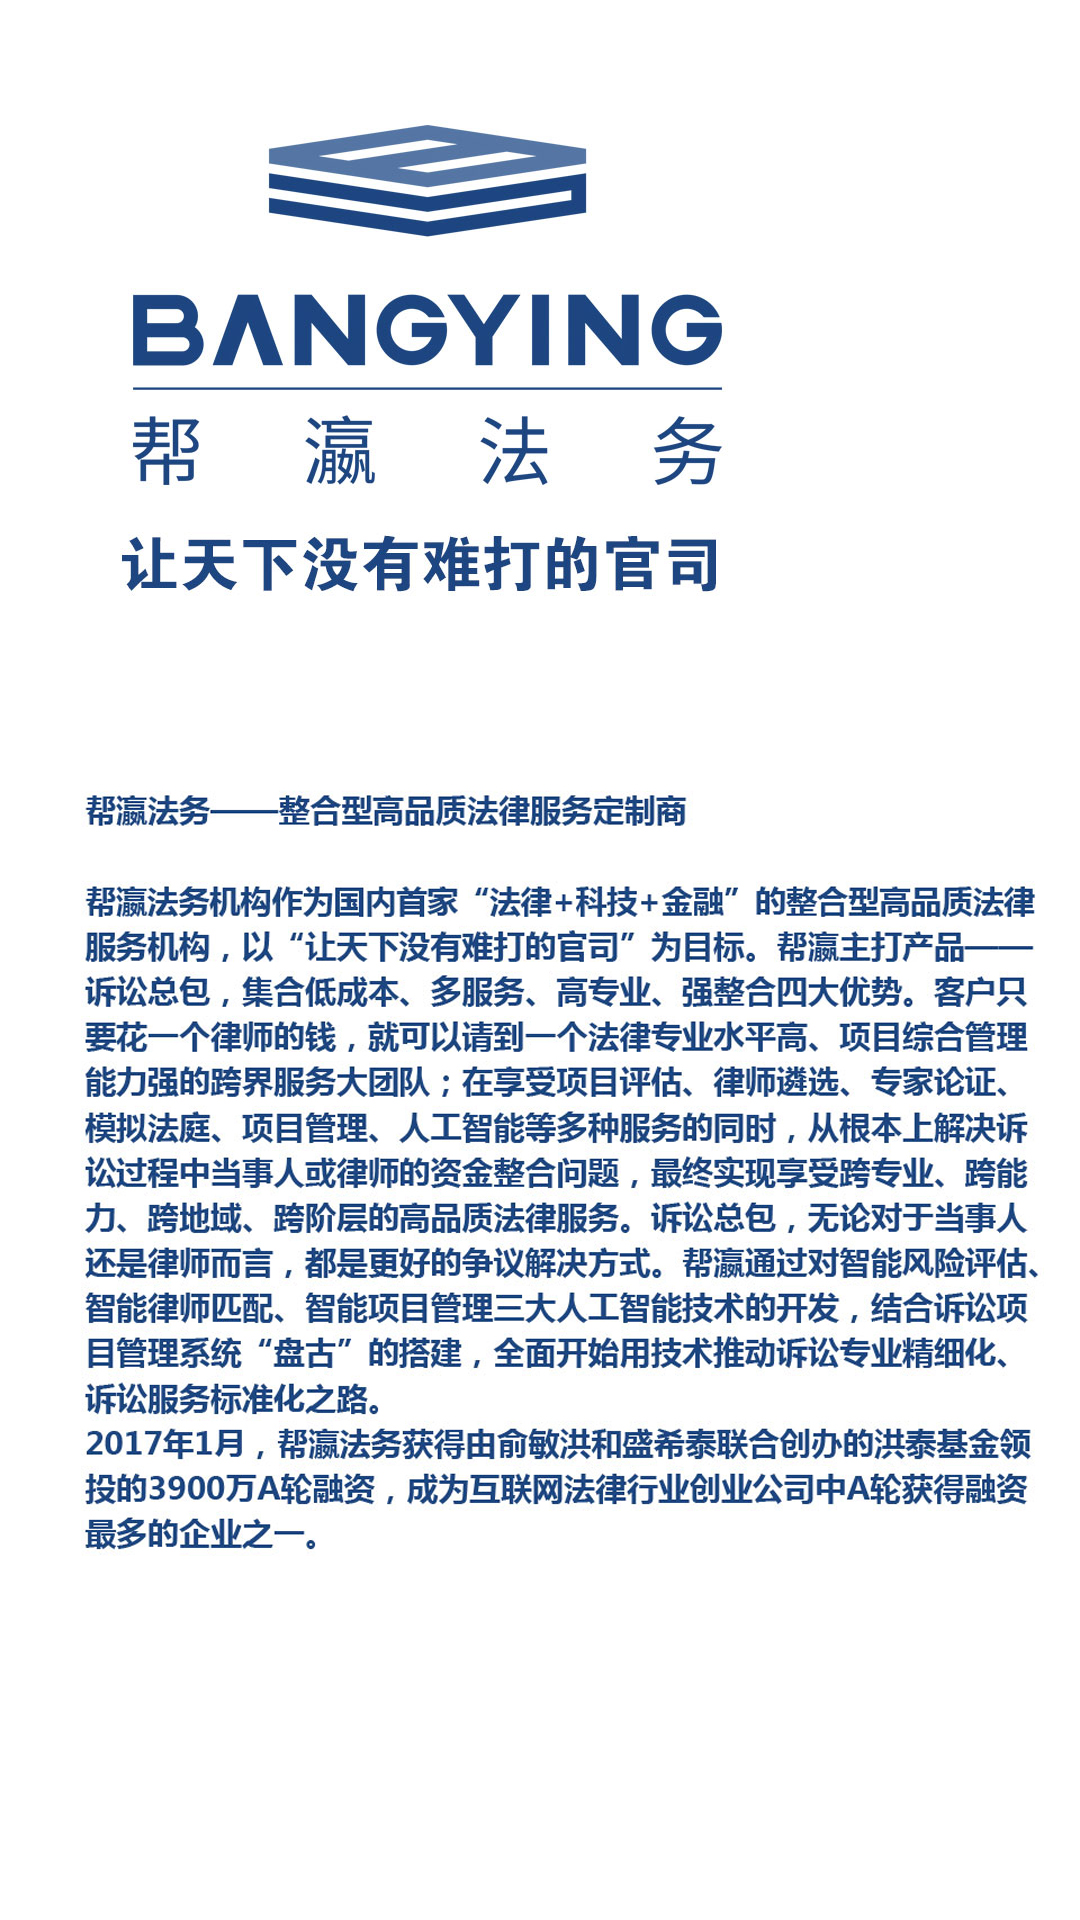 BANGYING
帮瀛法务
让天下没有难打的官司
帮瀛法务——整合型高品质法律服务定制商
帮瀛法务机构作为国内首家“法律+科技+金融”的整合型高品质法律
服务机构，以“让天下没有难打的官司”为目标。帮瀛主打产品——
诉讼总包，集合低成本、多服务、高专业、强整合四大优势。客户只
要花一个律师的钱，就可以请到一个法律专业水平高、项目综合管理
能力强的跨界服务大团队；在享受项目评估、律师遴选、专家论证、
模拟法庭、项目管理、人工智能等多种服务的同时，从根本上解决诉
讼过程中当事人或律师的资金整合问题，最终实现享受跨专业、跨能
力、跨地域、跨阶层的高品质法律服务。诉讼总包，无论对于当事人
还是律师而言，都是更好的争议解决方式。帮瀛通过对智能风险评估、
智能律师匹配、智能项目管理三大人工智能技术的开发，结合诉讼项
目管理系统“盘古”的搭建，全面开始用技术推动诉讼专业精细化、
诉讼服务标准化之路。
2017年1月，帮瀛法务获得由俞敏洪和盛希泰联合创办的洪泰基金领
投的3900万A轮融资，成为互联网法律行业创业公司中A轮获得融资
最多的企业之一。